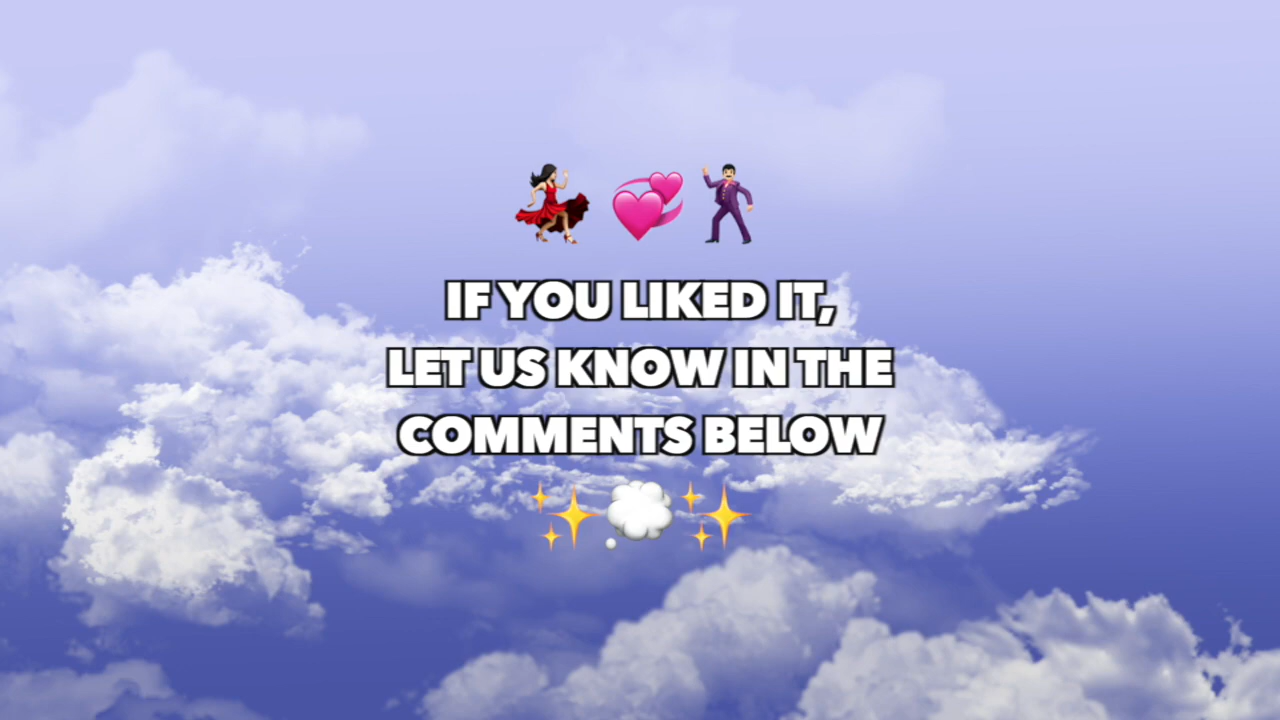 IF YOU LIKED IT,
LET US KNOW IN THE
COMMENTS BELOW